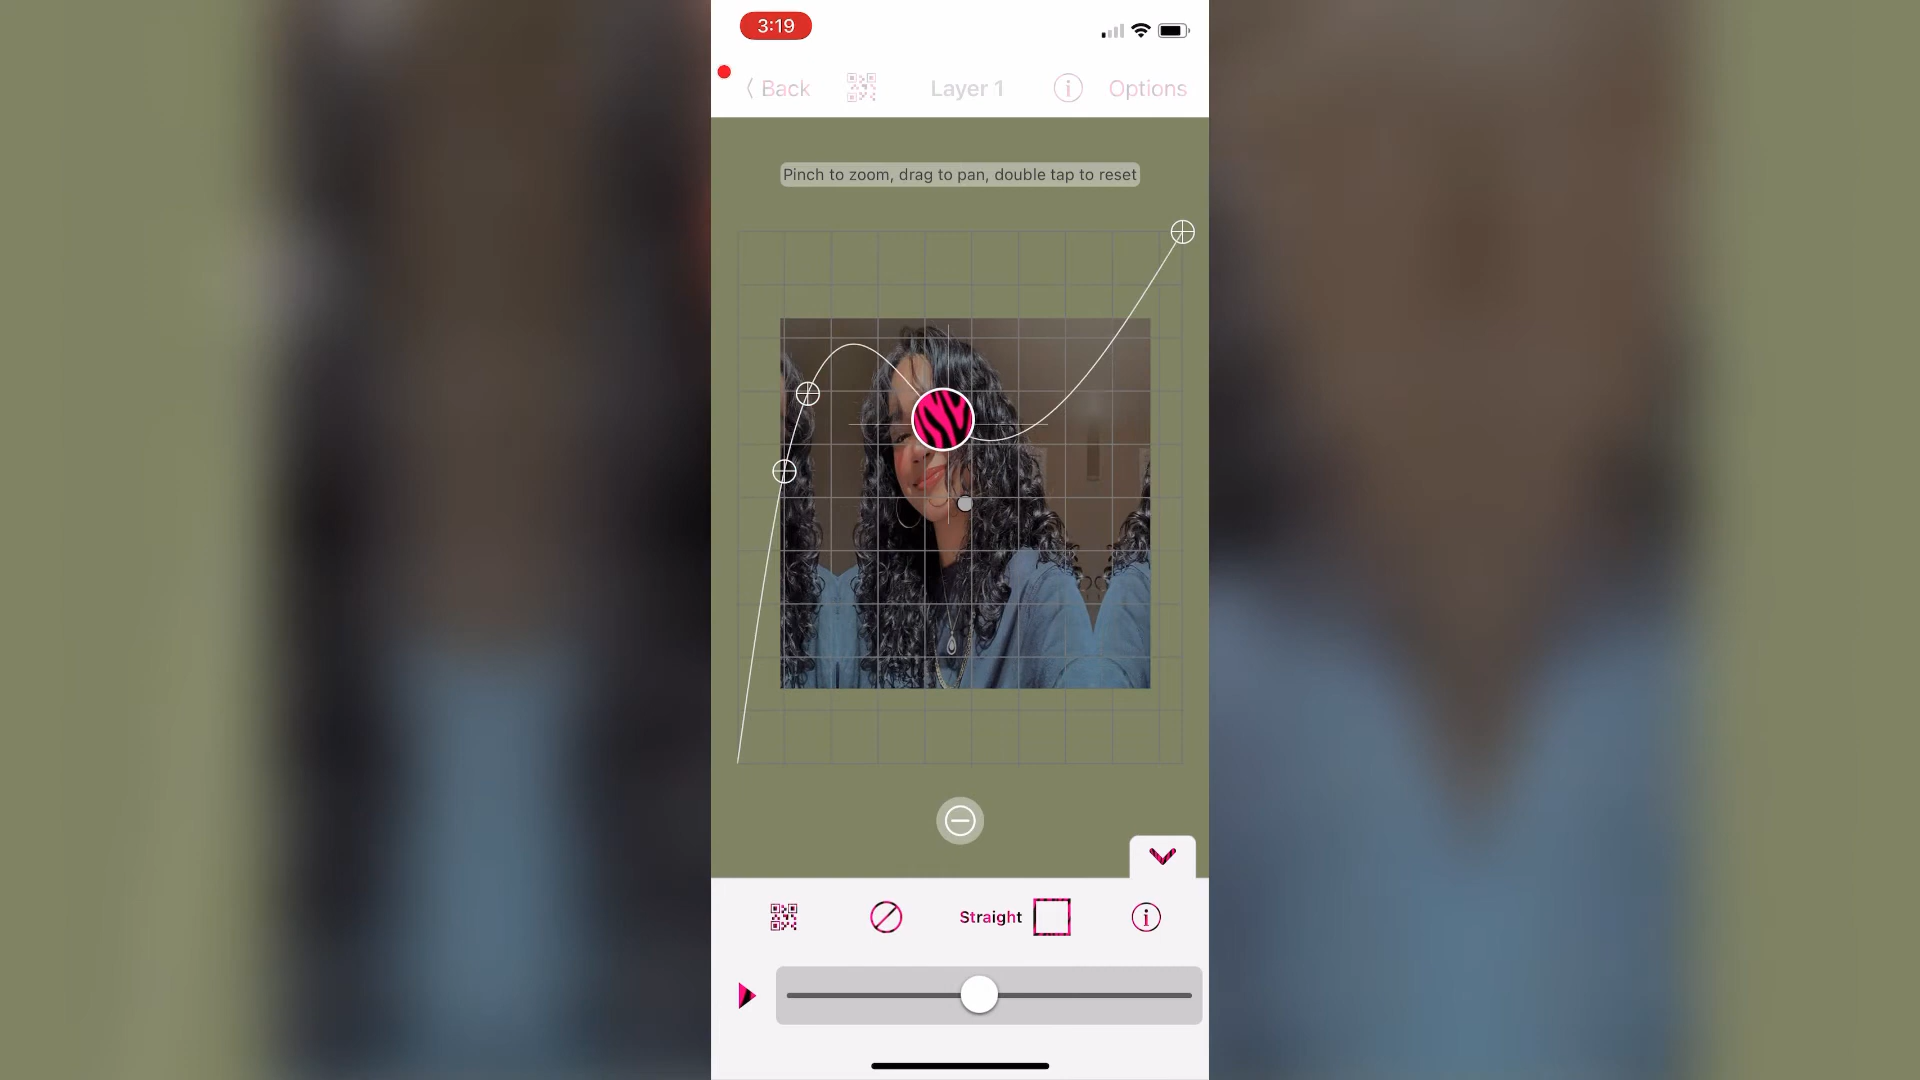 3:19
Back
Layer 1
Options
Pinch to zoom, drag to pan, double tap to reset
Straight